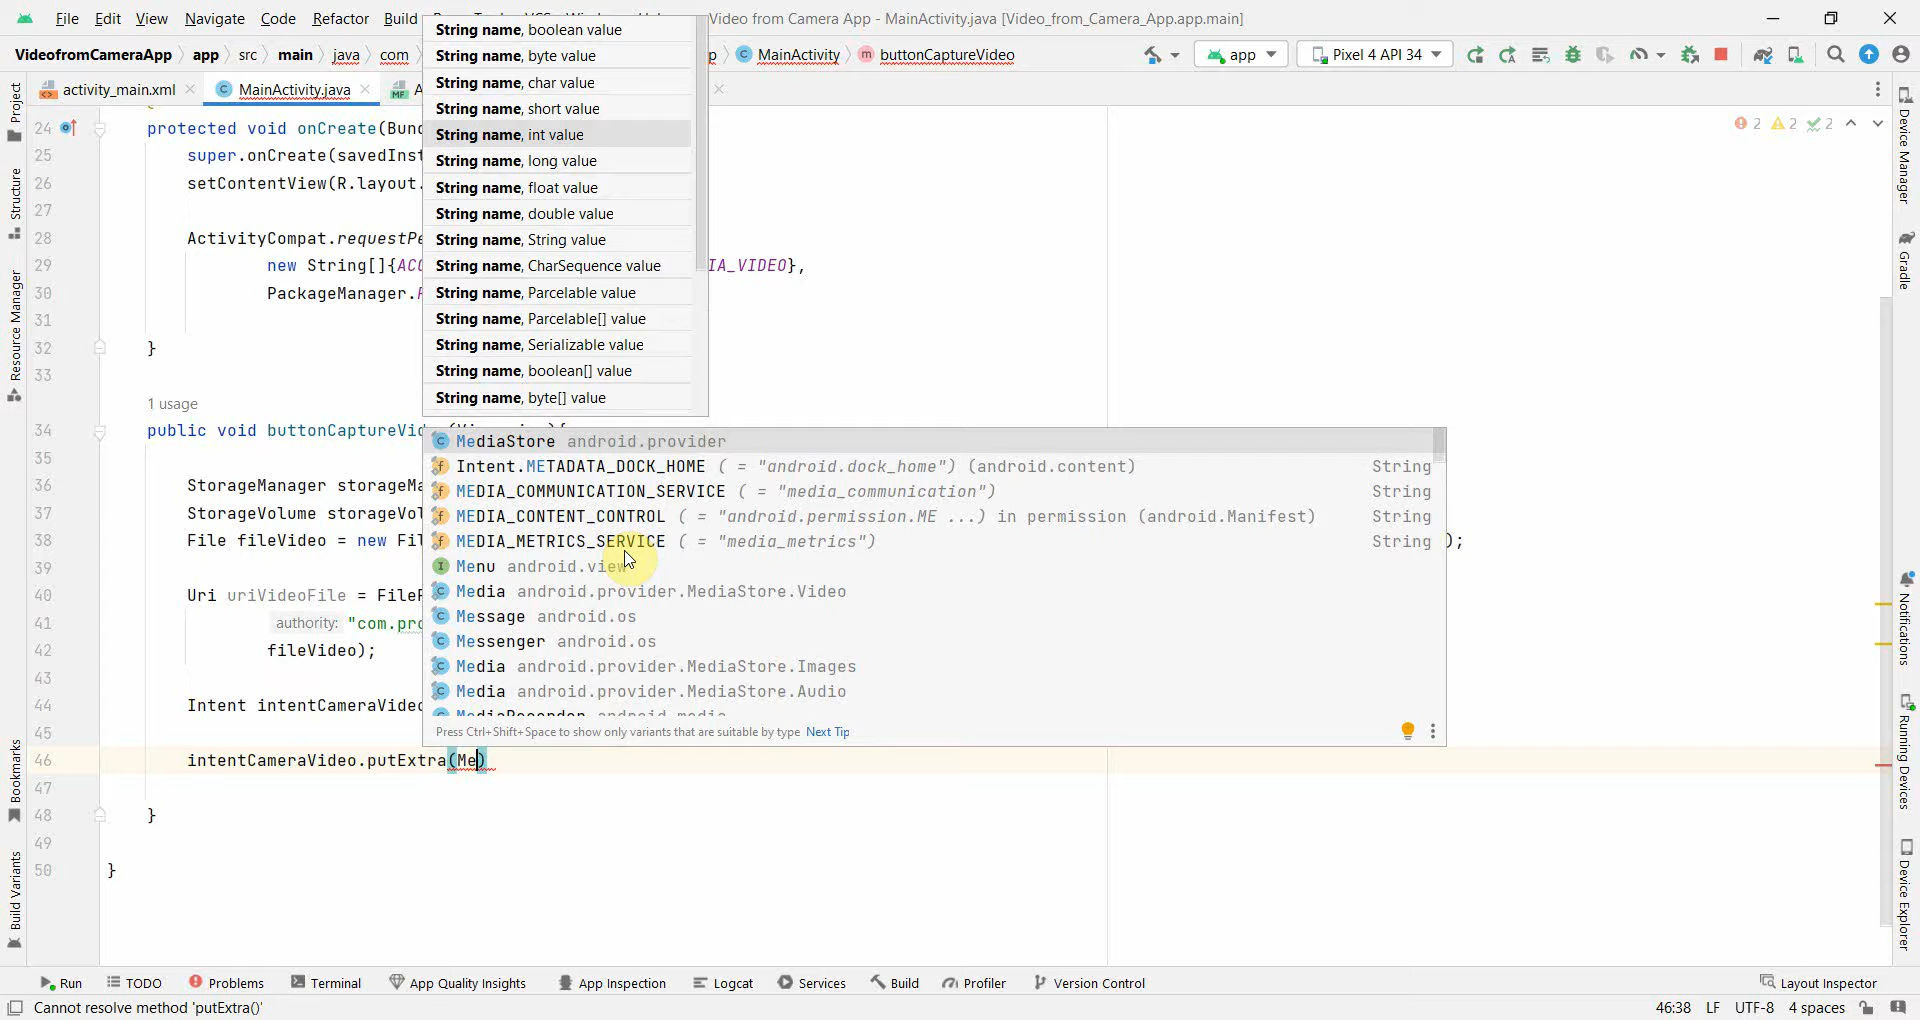 File Edit View Navigate Code Refactor Build Video from Camera App - MainActivity.java [Video_from_Camera_App.app.main]
VideofromCameraApp app src main java com p MainActivity buttonCaptureVideo app Pixel 4 API 34
activity_main.xml MainActivity.java A
String name, boolean value
String name, byte value
String name, char value
String name, short value
String name, int value
String name, long value
String name, float value
String name, double value
String name, String value
String name, CharSequence value
String name, Parcelable value
String name, Parcelable[] value
String name, Serializable value
String name, boolean[] value
String name, byte[] value
2 2 2
24 protected void onCreate(Bun
25 super.onCreate(savedInst
26 setContentView(R.layout.
27
28 ActivityCompat.requestPe
29 new String[]{ACC IA_VIDEO},
30 PackageManager.P
31
32 }
33
1 usage
34 public void buttonCaptureVid
35
36 StorageManager storageMa
37 StorageVolume storageVol
38 File fileVideo = new Fil );
39
40 Uri uriVideoFile = FileP
41 authority: "com.pro
42 fileVideo);
43
44 Intent intentCameraVideo
45
46 intentCameraVideo.putExtra(Me)
47
48 }
49
50 }
MediaStore android.provider
Intent.METADATA_DOCK_HOME ( = "android.dock_home") (android.content) String
MEDIA_COMMUNICATION_SERVICE ( = "media_communication") String
MEDIA_CONTENT_CONTROL ( = "android.permission.ME ...) in permission (android.Manifest) String
MEDIA_METRICS_SERVICE ( = "media_metrics") String
Menu android.view
Media android.provider.MediaStore.Video
Message android.os
Messenger android.os
Media android.provider.MediaStore.Images
Media android.provider.MediaStore.Audio
MediaRecorder android.media
Press Ctrl+Shift+Space to show only variants that are suitable by type Next Tip
Project
Structure
Resource Manager
Bookmarks
Build Variants
Device Manager
Gradle
Notifications
Running Devices
Device Explorer
Run TODO Problems Terminal App Quality Insights App Inspection Logcat Services Build Profiler Version Control Layout Inspector
Cannot resolve method 'putExtra()' 46:38 LF UTF-8 4 spaces